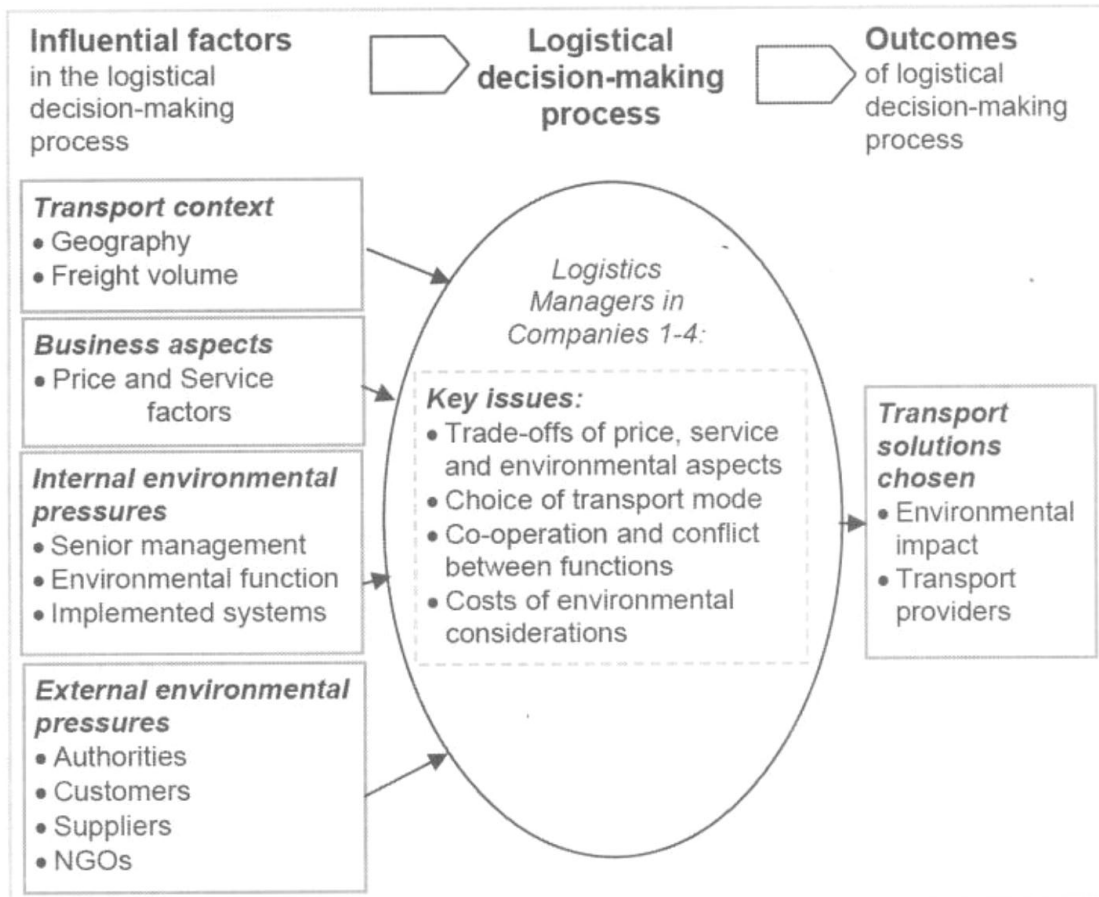 Influential factors
in the logistical
decision-making
process
Logistical
decision-making
process
Outcomes
of logistical
decision-making
process
Transport context
• Geography
• Freight volume
Business aspects
• Price and Service
factors
Internal environmental
pressures
• Senior management
• Environmental function
• Implemented systems
External environmental
pressures
• Authorities
• Customers
• Suppliers
• NGOs
Logistics
Managers in
Companies 1-4:
Key issues:
• Trade-offs of price, service
and environmental aspects
• Choice of transport mode
• Co-operation and conflict
between functions
• Costs of environmental
considerations
Transport
solutions
chosen
• Environmental
impact
• Transport
providers